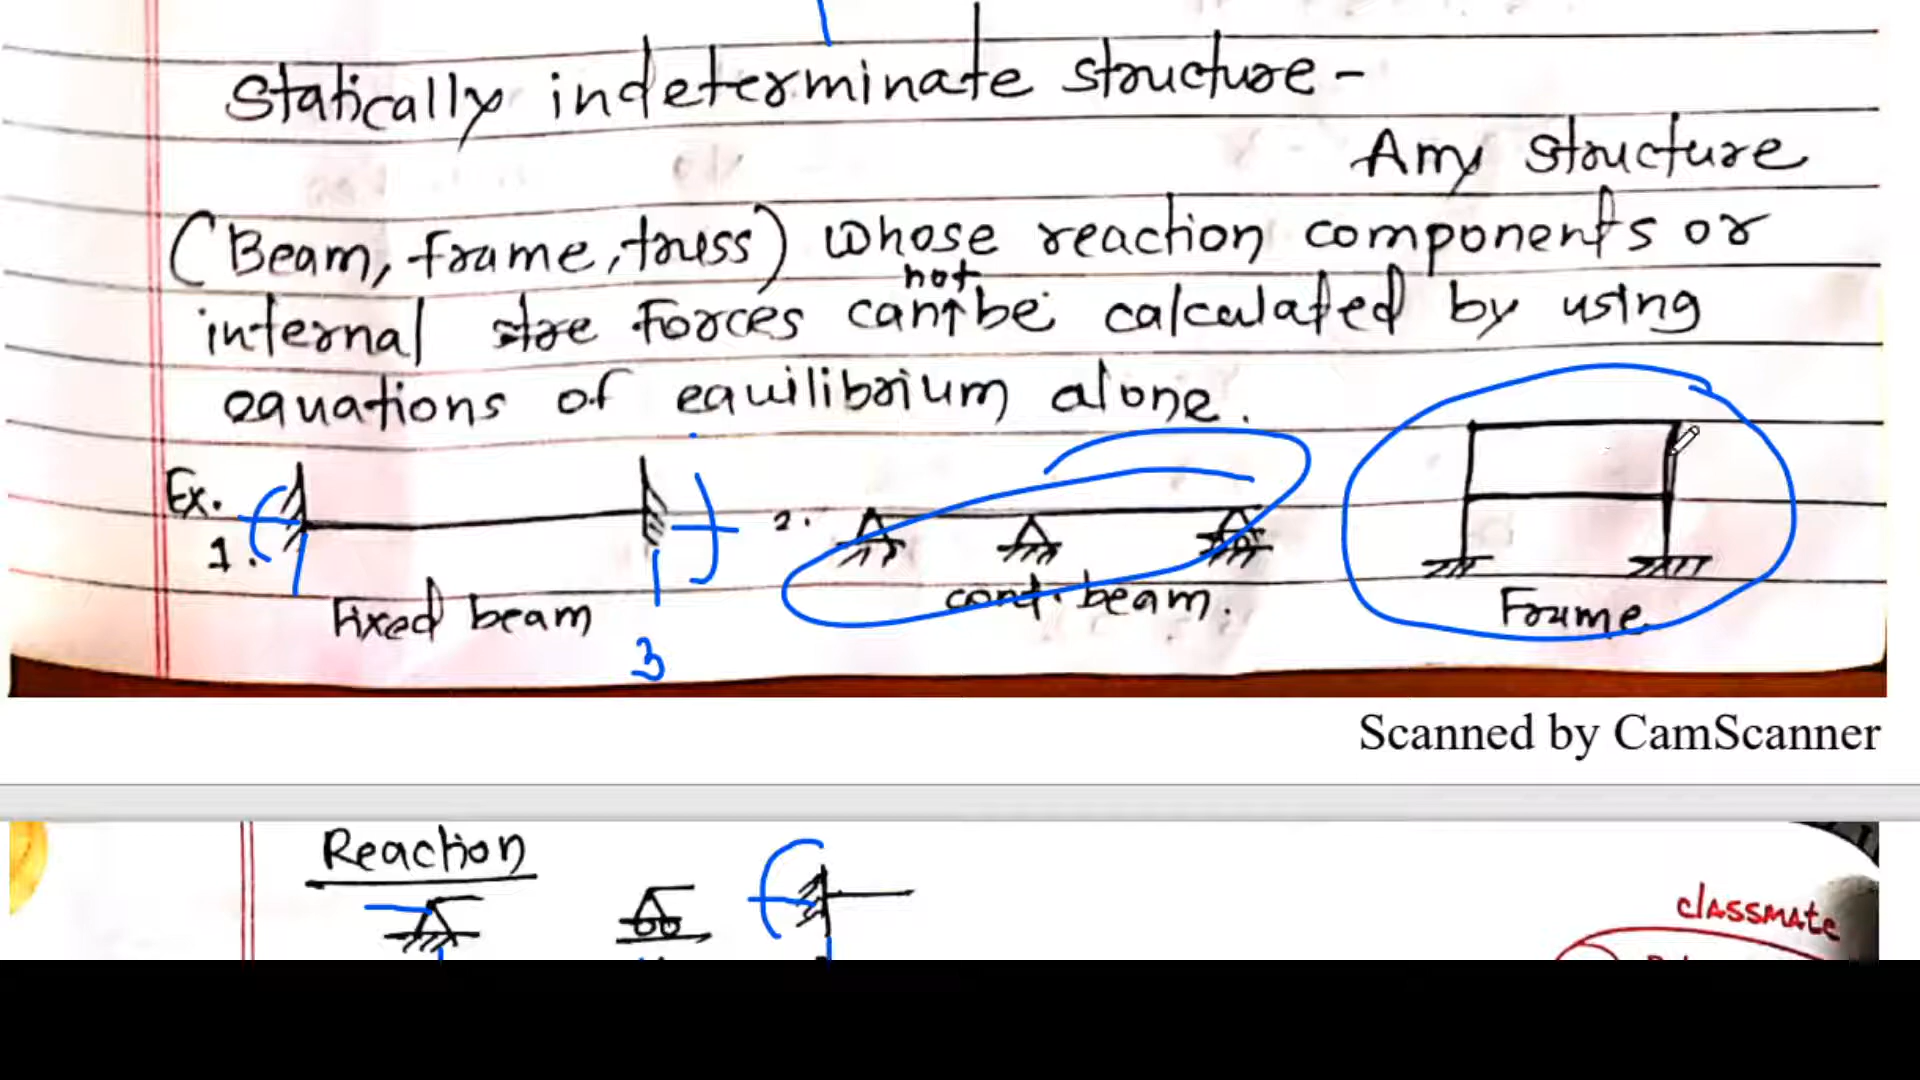 Statically indeterminate structure -
Any structure
(Beam, frame, truss) whose reaction components or
not
internal forces can be calculated by using
equations of equilibrium alone.
Ex.
1.
2.
Fixed beam
cont. beam.
Frame
3
Scanned by CamScanner
Reaction
classmate